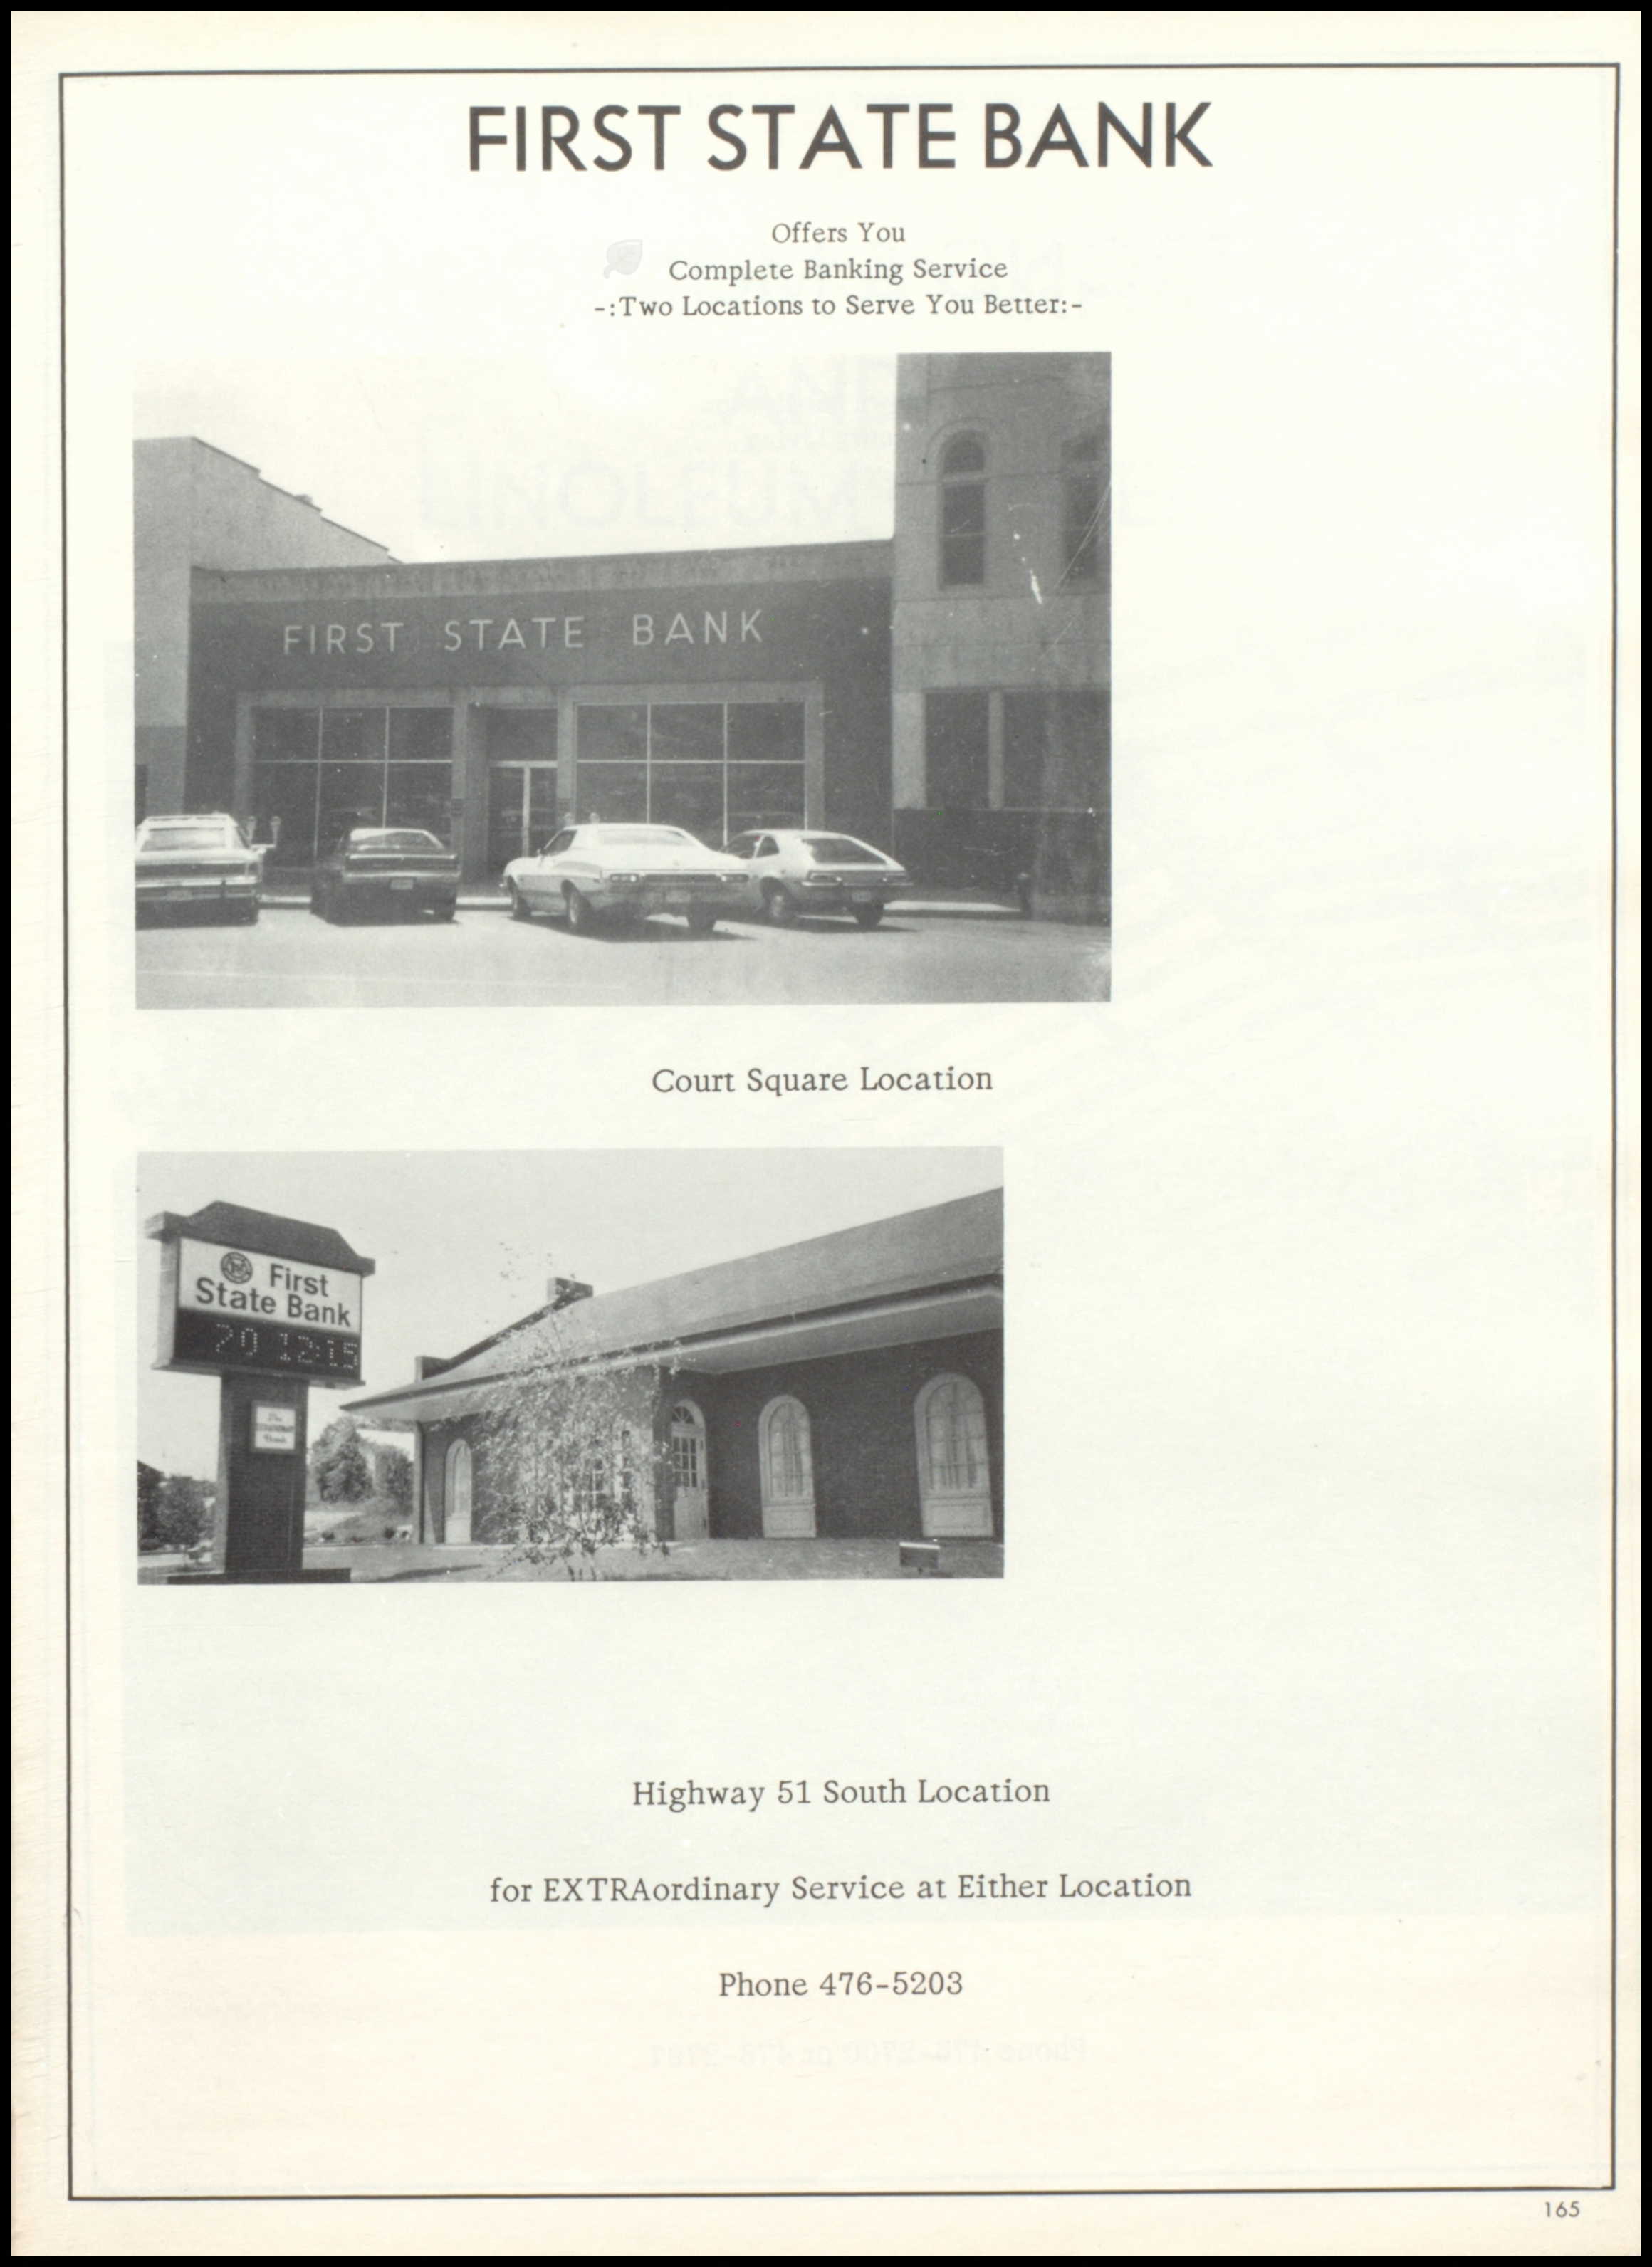 FIRST STATE BANK
Offers You
Complete Banking Service
-:Two Locations to Serve You Better:-
FIRST STATE BANK
Court Square Location
First
State Bank
70 12:15
The
Highway 51 South Location
for EXTRAordinary Service at Either Location
Phone 476-5203
165